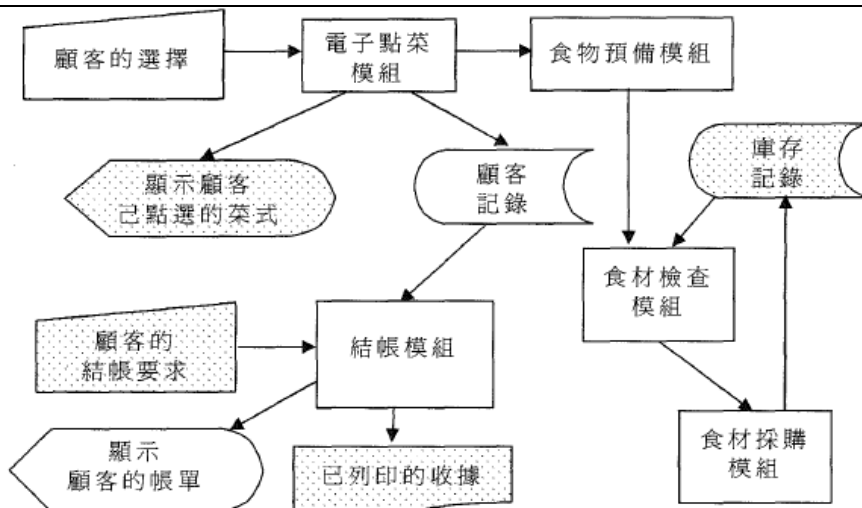 顧客的選擇
電子點菜
模組
食物預備模組
顯示顧客
己點選的菜式
顧客
記錄
庫存
記錄
食材檢查
模組
顧客的
結帳要求
結帳模組
顯示
顧客的帳單
已列印的收據
食材採購
模組